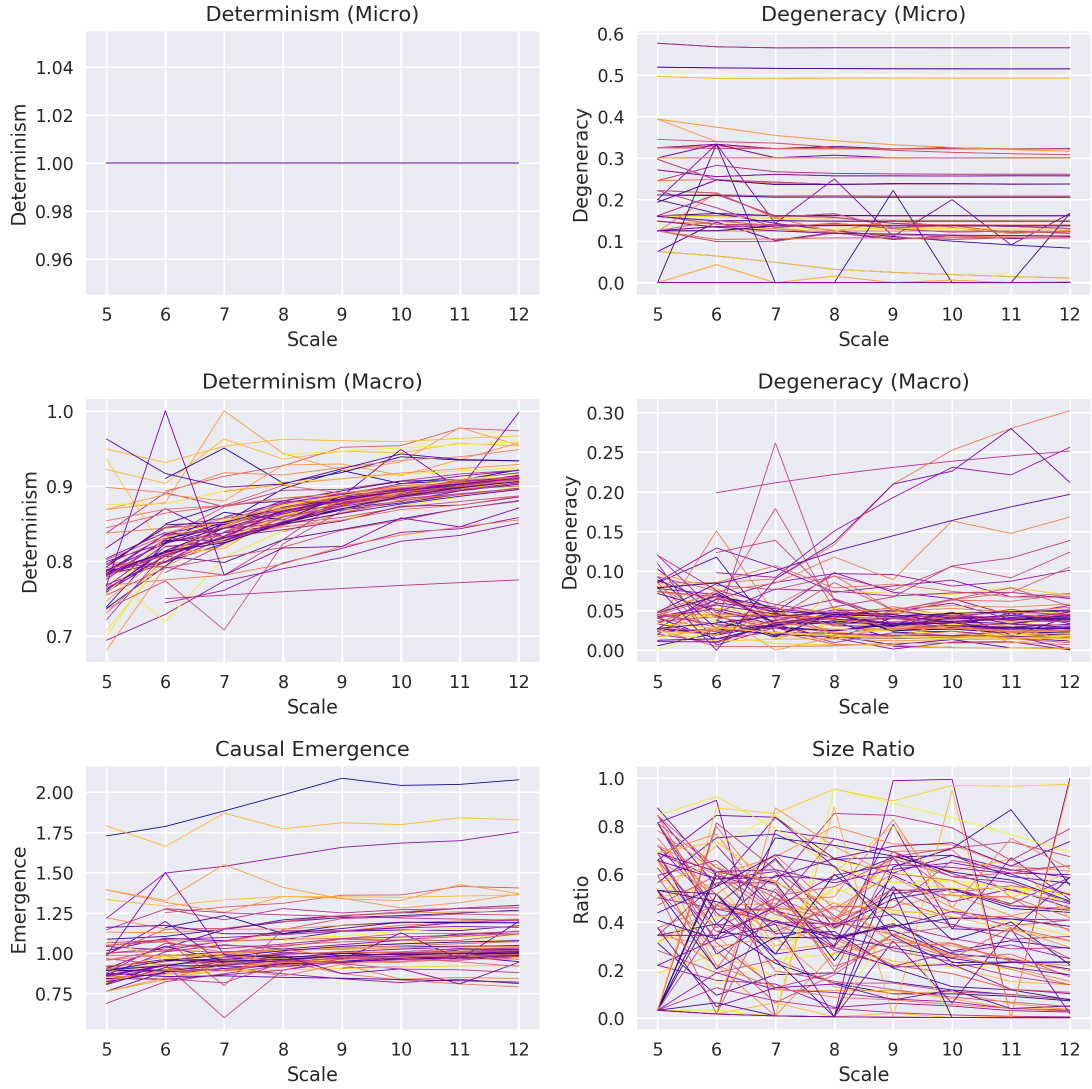 Determinism (Micro)
Determinism
1.04
1.02
1.00
0.98
0.96
5 6 7 8 9 10 11 12
Scale
Degeneracy (Micro)
Degeneracy
0.6
0.5
0.4
0.3
0.2
0.1
0.0
5 6 7 8 9 10 11 12
Scale
Determinism (Macro)
Determinism
1.0
0.9
0.8
0.7
5 6 7 8 9 10 11 12
Scale
Degeneracy (Macro)
Degeneracy
0.30
0.25
0.20
0.15
0.10
0.05
0.00
5 6 7 8 9 10 11 12
Scale
Causal Emergence
Emergence
2.00
1.75
1.50
1.25
1.00
0.75
5 6 7 8 9 10 11 12
Scale
Size Ratio
Ratio
1.0
0.8
0.6
0.4
0.2
0.0
5 6 7 8 9 10 11 12
Scale